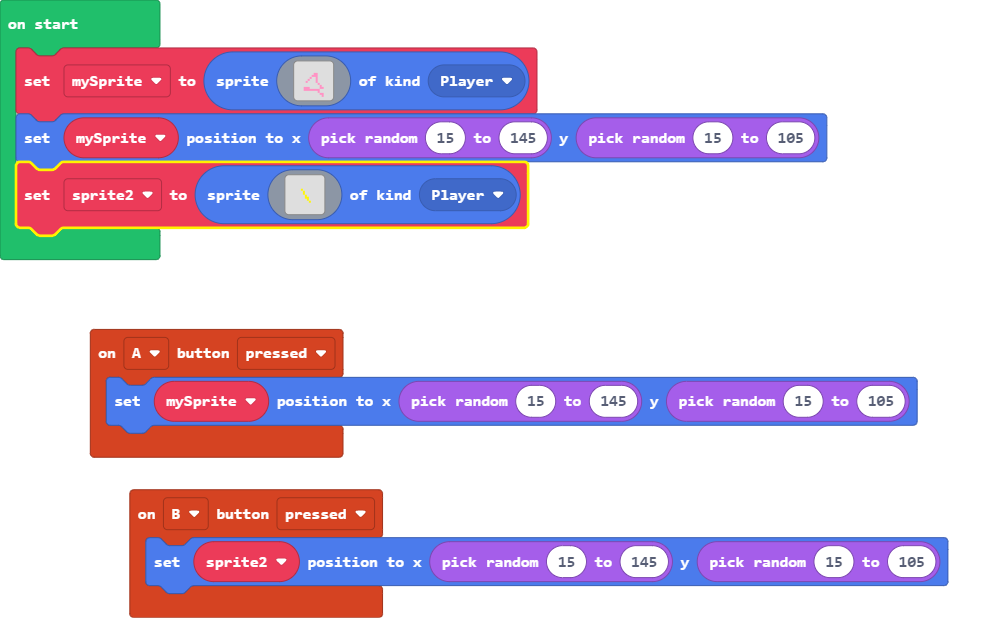 on start
set mySprite to sprite of kind Player
set mySprite position to x pick random 15 to 145 y pick random 15 to 105
set sprite2 to sprite of kind Player
on A button pressed
set mySprite position to x pick random 15 to 145 y pick random 15 to 105
on B button pressed
set sprite2 position to x pick random 15 to 145 y pick random 15 to 105